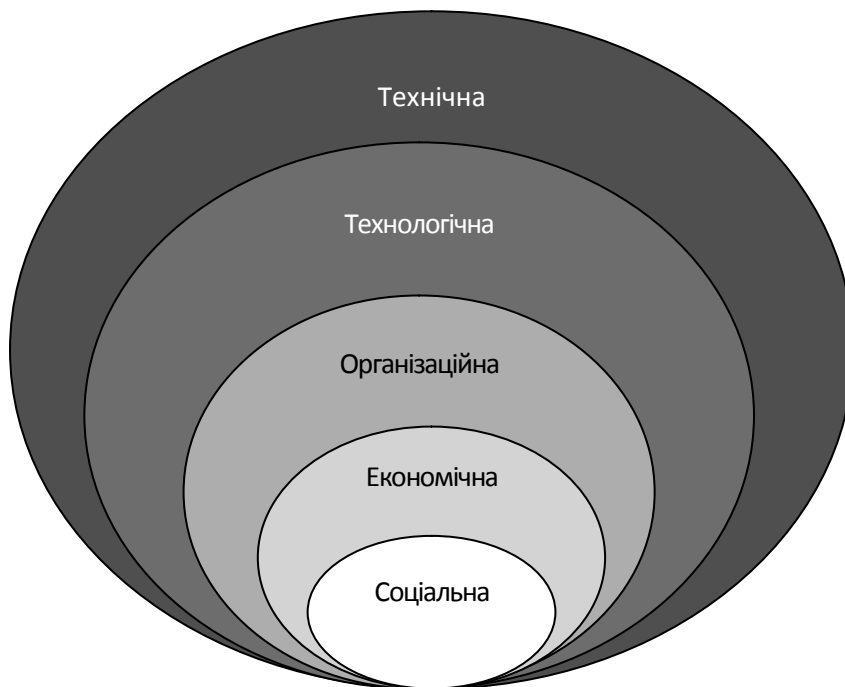 Технічна
Технологічна
Організаційна
Економічна
Соціальна